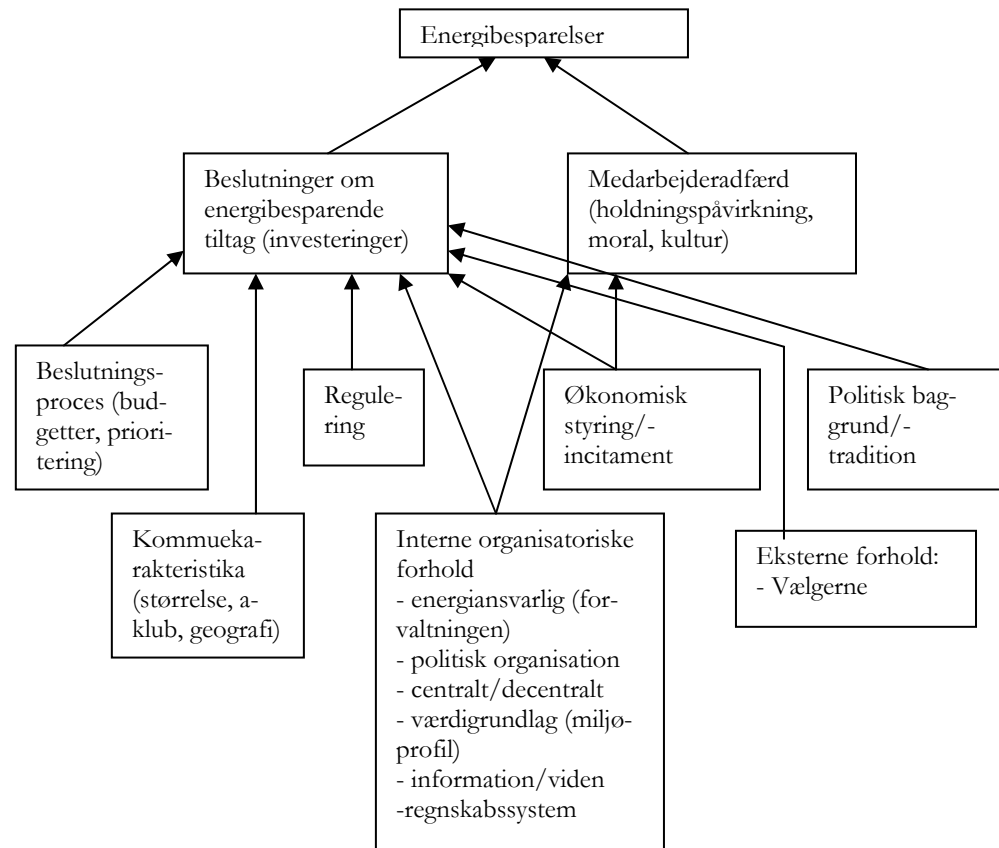 Energibesparelser
Beslutninger om
energibesparende
tiltag (investeringer)
Medarbejderadfærd
(holdningspåvirkning,
moral, kultur)
Beslutnings-
proces (bud-
getter, priori-
tering)
Regule-
ring
Økonomisk
styring/-
incitament
Politisk bag-
grund/-
tradition
Kommueka-
rakteristika
(størrelse, a-
klub, geografi)
Interne organisatoriske
forhold
- energiansvarlig (for-
valtningen)
- politisk organisation
- centralt/decentralt
- værdigrundlag (miljø-
profil)
- information/viden
-regnskabssystem
Eksterne forhold:
- Vælgerne